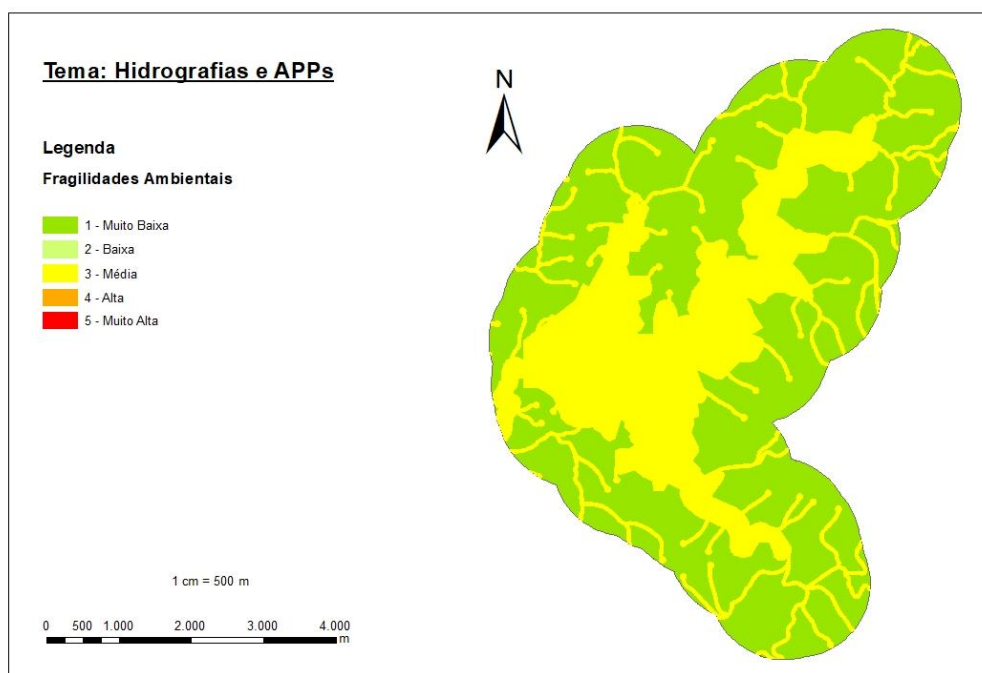 Tema: Hidrografias e APPs
N
Legenda
Fragilidades Ambientais
1 - Muito Baixa
2 - Baixa
3 - Média
4 - Alta
5 - Muito Alta
1 cm = 500 m
0 500 1.000 2.000 3.000 4.000
m